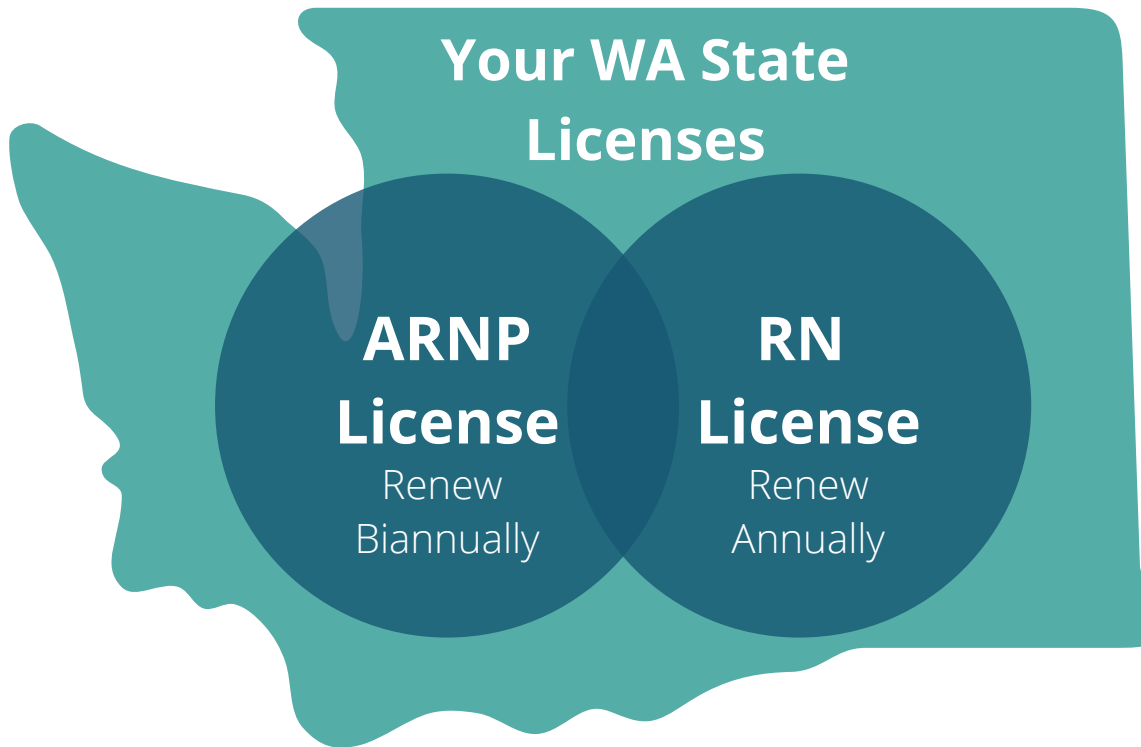 Your WA State
Licenses
ARNP
License
Renew
Biannually
RN
License
Renew
Annually